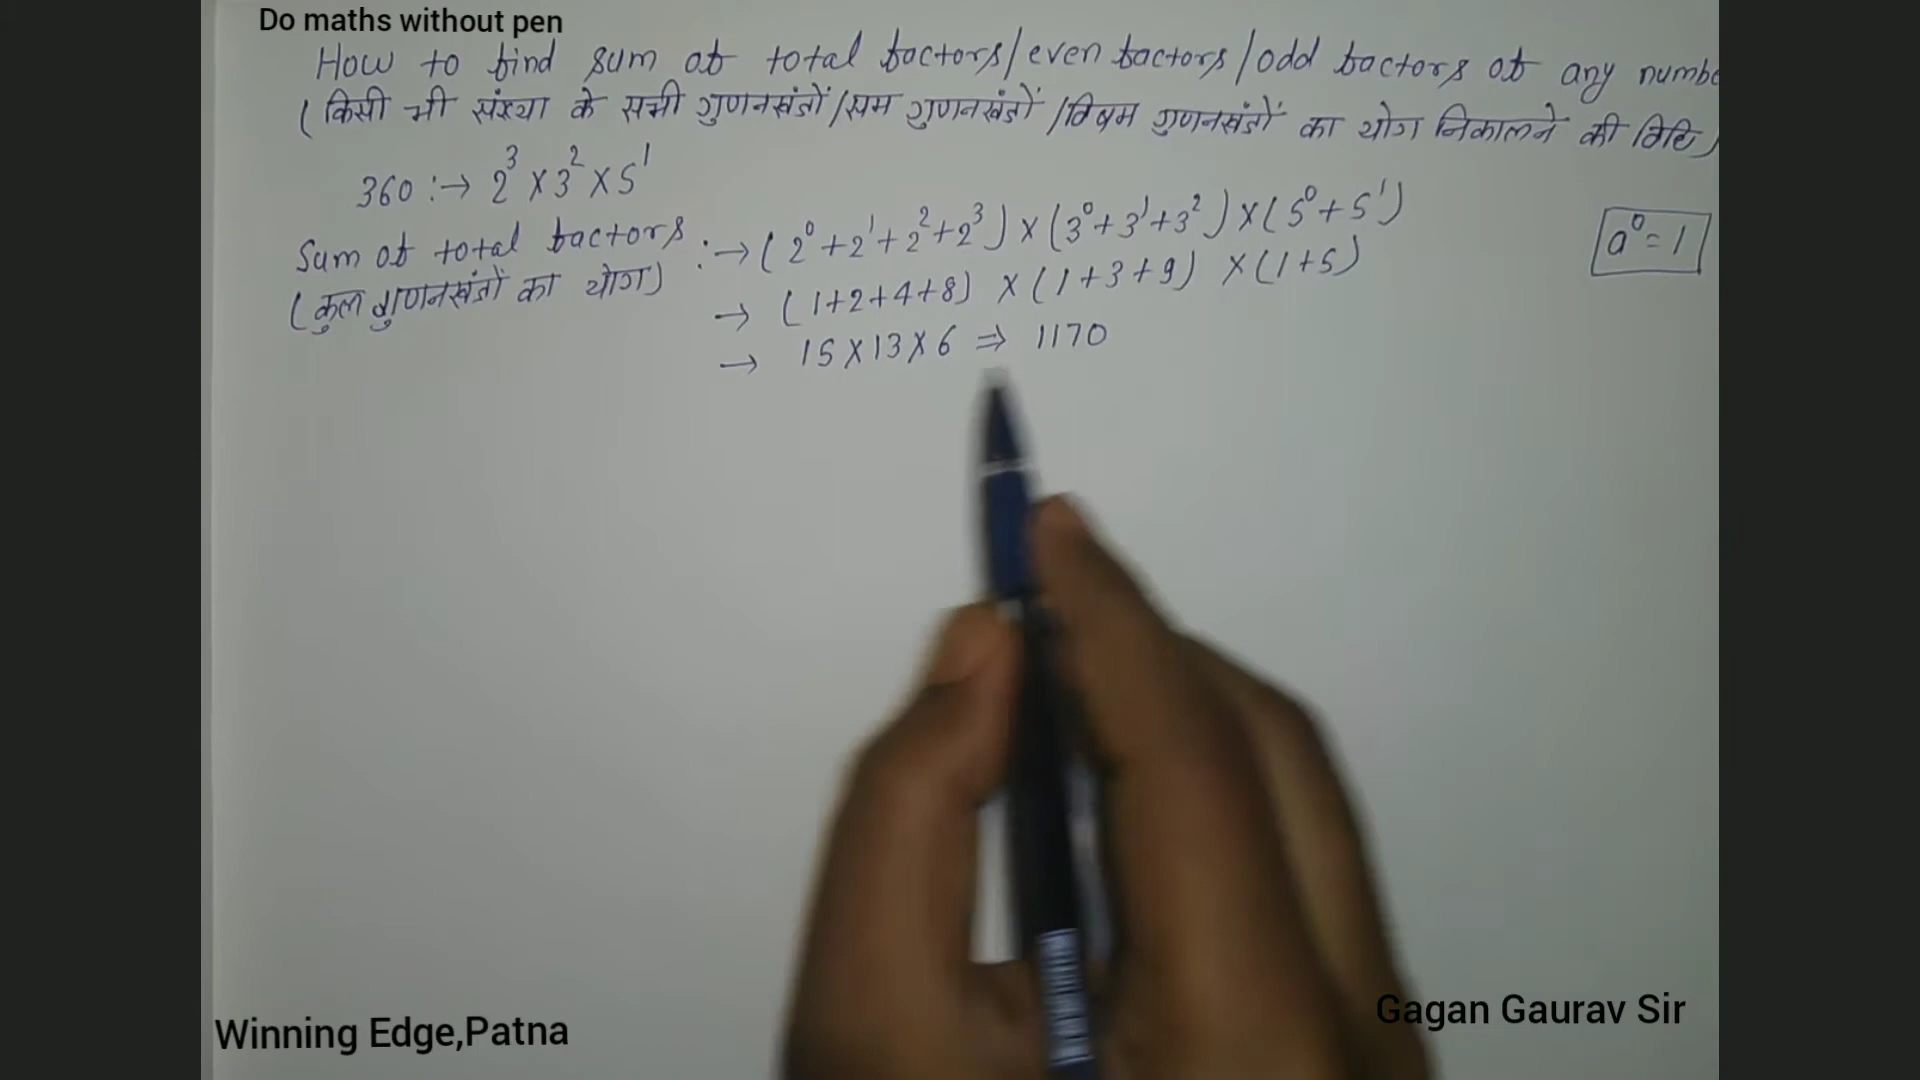 Do maths without pen
How to find sum of total factors/even factors/odd factors of any numbe
(किसी भी संख्या के सभी गुणनखंडों/सम गुणनखंडों/विषम गुणनखंडों का योग निकालने की विधि)
360 :→ 2³ × 3² × 5¹
Sum of total factors :→ (2⁰ + 2¹ + 2² + 2³) × (3⁰ + 3¹ + 3²) × (5⁰ + 5¹)
a⁰ = 1
(कुल गुणनखंडों का योग)
→ (1+2+4+8) × (1+3+9) × (1+5)
→ 15 × 13 × 6 ⇒ 1170
Gagan Gaurav Sir
Winning Edge,Patna